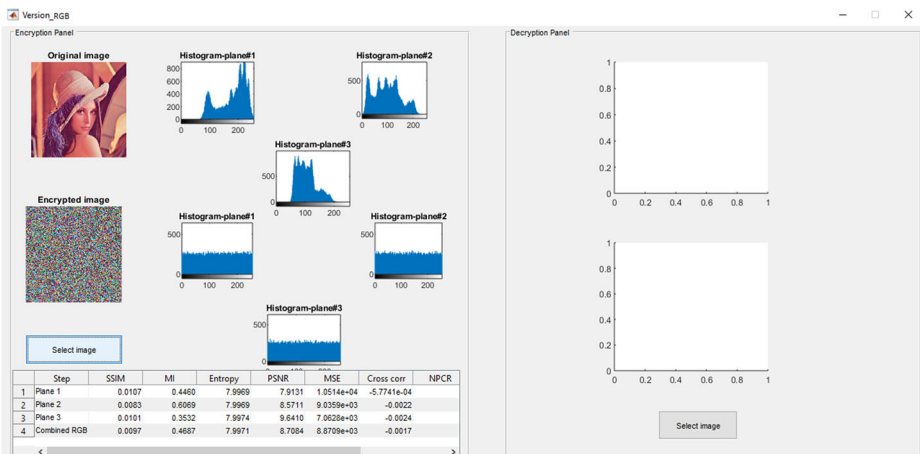 Version_RGB
Encryption Panel
Original image
Histogram-plane#1
800
600
400
200
0
0 100 200
Histogram-plane#2
500
0
0 100 200
Histogram-plane#3
500
0
0 100 200
Encrypted image
Histogram-plane#1
500
0
0 100 200
Histogram-plane#2
500
0
0 100 200
Histogram-plane#3
500
0
Select image
Step SSIM MI Entropy PSNR MSE Cross corr NPCR
1 Plane 1 0.0107 0.4460 7.9969 7.9131 1.0514e+04 -5.7741e-04
2 Plane 2 0.0083 0.6069 7.9968 8.5711 9.0359e+03 -0.0022
3 Plane 3 0.0101 0.3532 7.9974 9.6410 7.0628e+03 -0.0024
4 Combined RGB 0.0097 0.4687 7.9971 8.7084 8.8709e+03 -0.0017
Decryption Panel
1
0.8
0.6
0.4
0.2
0
0 0.2 0.4 0.6 0.8 1
1
0.8
0.6
0.4
0.2
0
0 0.2 0.4 0.6 0.8 1
Select image